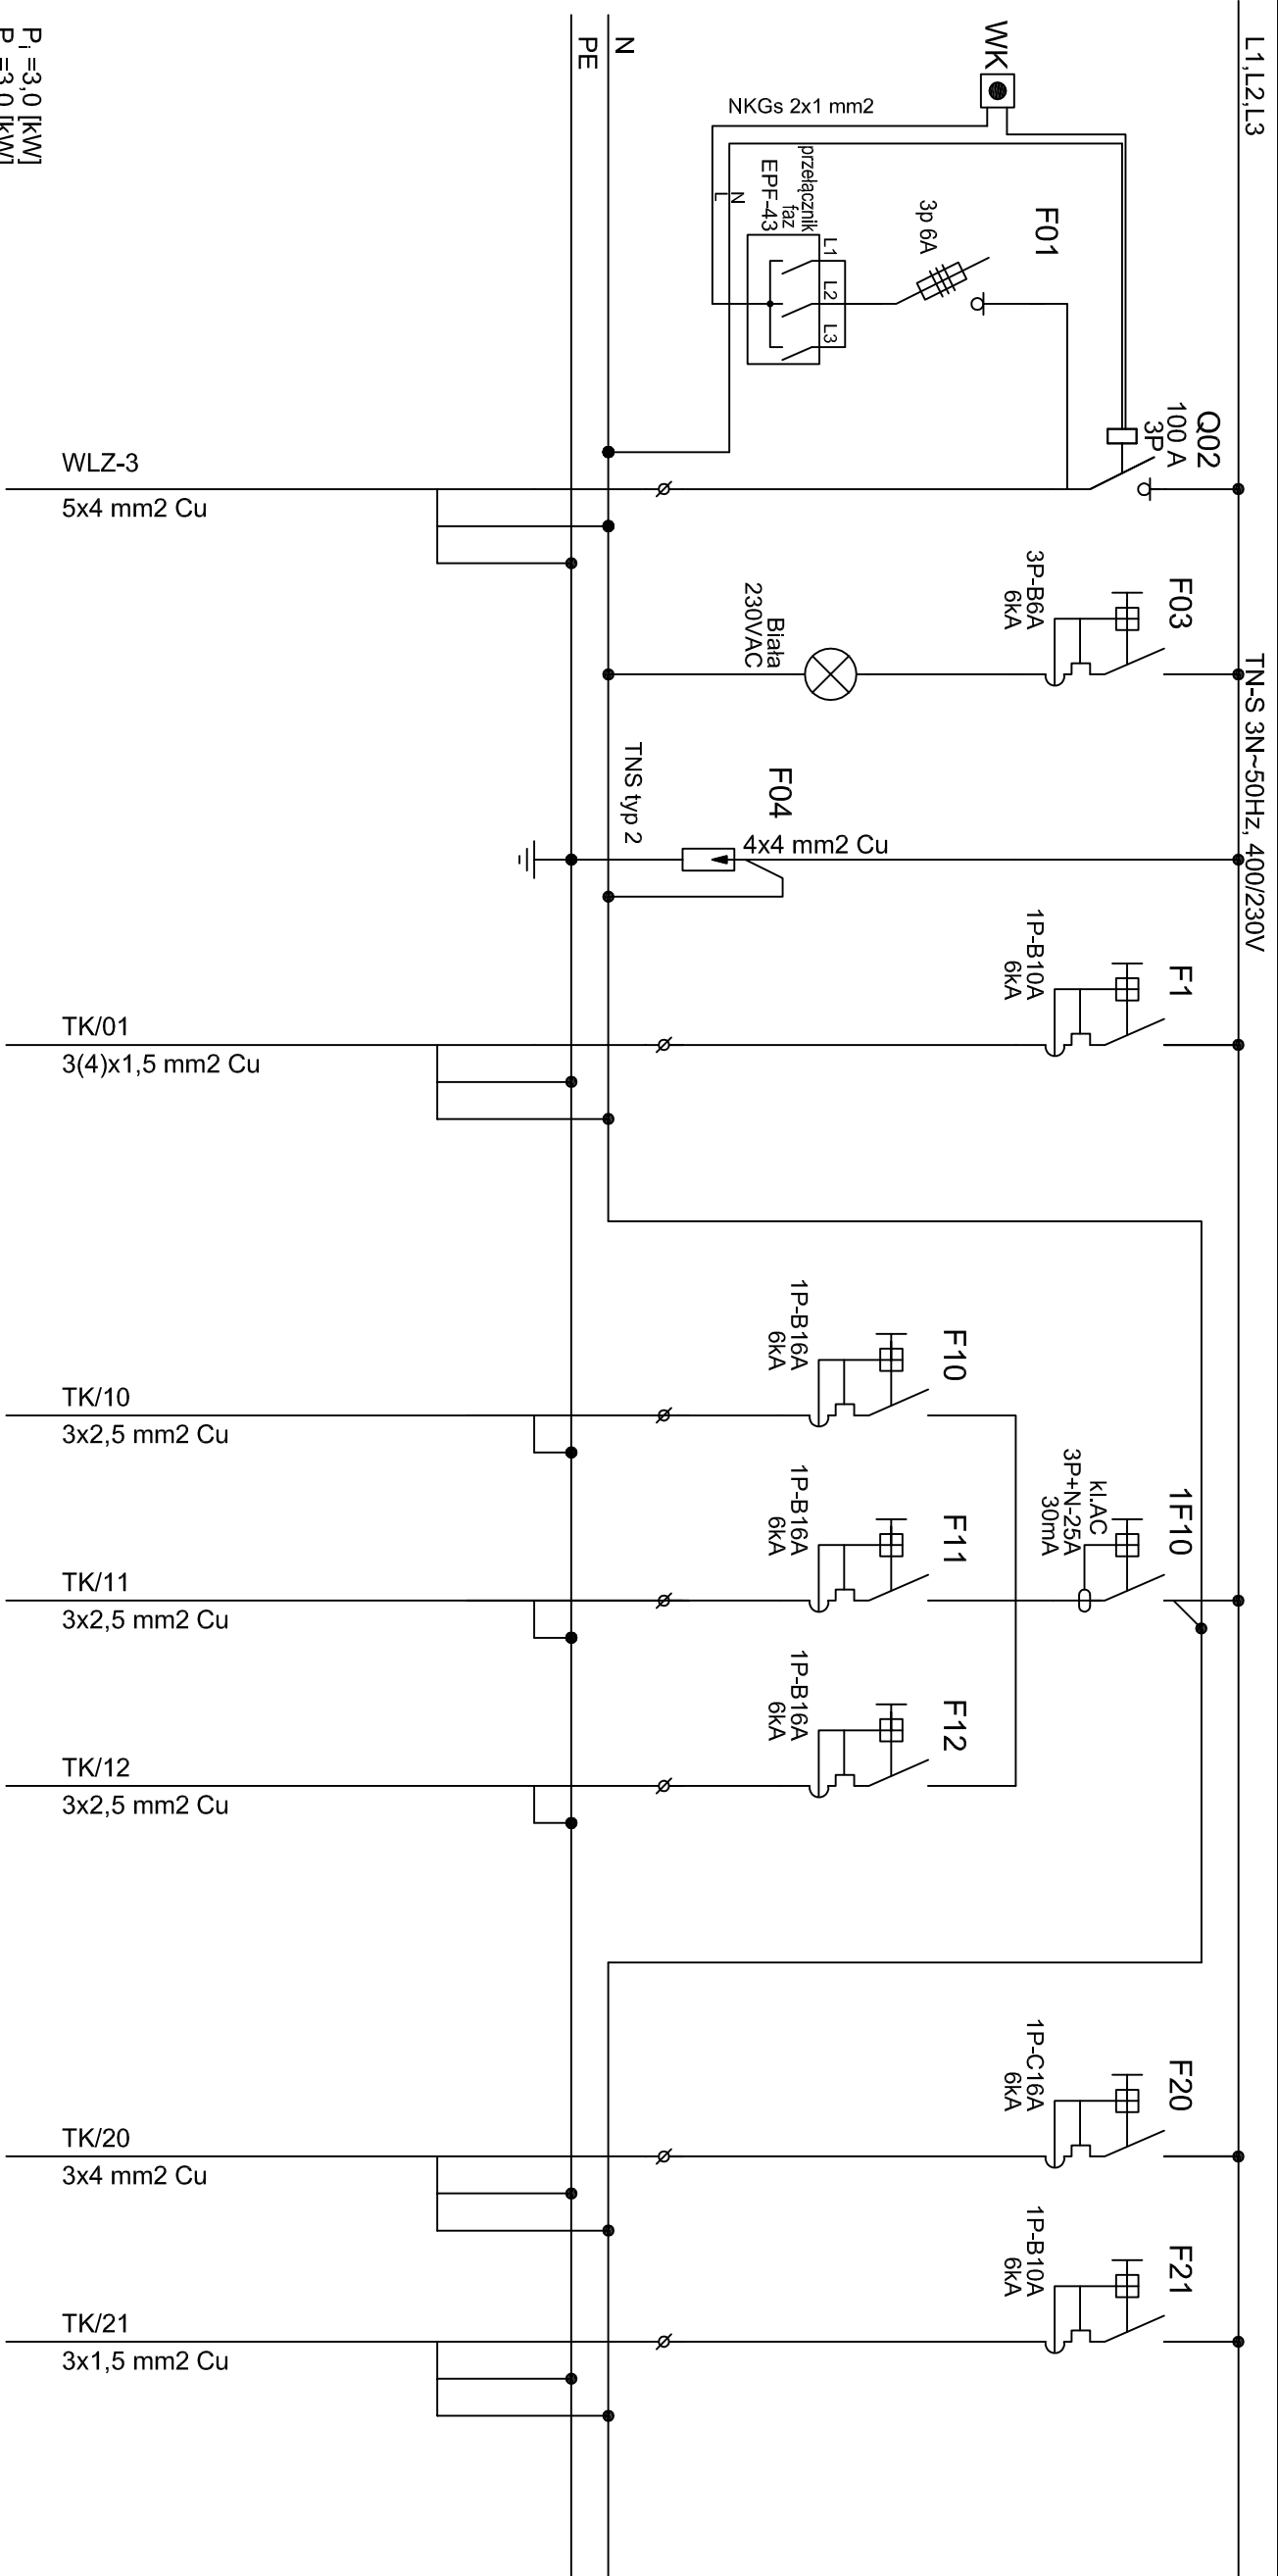 L1,L2,L3
TN-S 3N~50Hz, 400/230V
N
PE
WK
NKGs 2x1 mm2
N
L
przełącznik
faz
EPF-43
L1
L2
L3
F01
3p 6A
Q02
100 A
3P
WLZ-3
5x4 mm2 Cu
F03
3P-B6A
6kA
Biała
230VAC
F04
4x4 mm2 Cu
TNS typ 2
F1
1P-B10A
6kA
TK/01
3(4)x1,5 mm2 Cu
F10
1P-B16A
6kA
TK/10
3x2,5 mm2 Cu
1F10
kl.AC
3P+N-25A
30mA
F11
1P-B16A
6kA
TK/11
3x2,5 mm2 Cu
F12
1P-B16A
6kA
TK/12
3x2,5 mm2 Cu
F20
1P-C16A
6kA
TK/20
3x4 mm2 Cu
F21
1P-B10A
6kA
TK/21
3x1,5 mm2 Cu
Pi =3,0 [kW]
P =3,0 [kW]